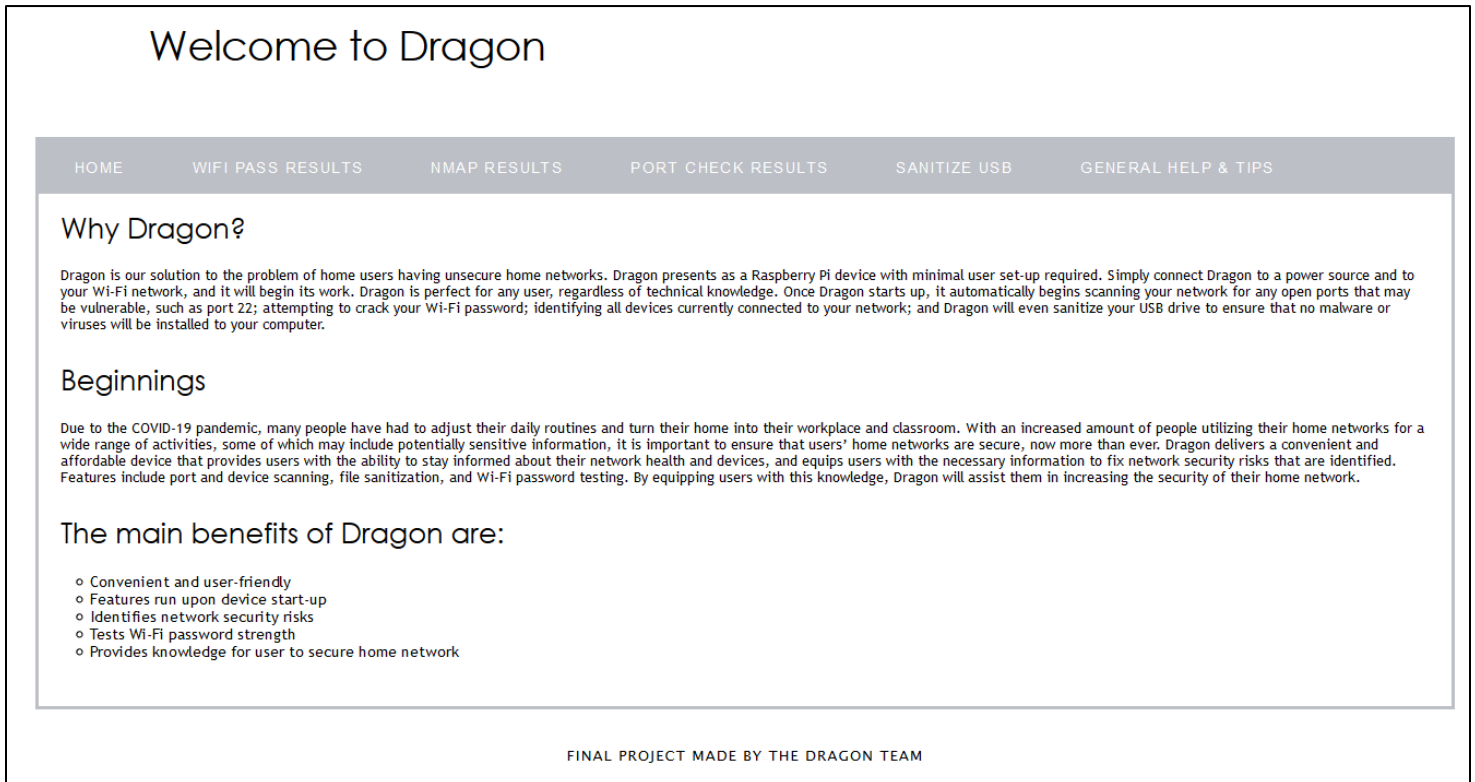 Welcome to Dragon
HOME WIFI PASS RESULTS NMAP RESULTS PORT CHECK RESULTS SANITIZE USB GENERAL HELP & TIPS
Why Dragon?
Dragon is our solution to the problem of home users having unsecure home networks. Dragon presents as a Raspberry Pi device with minimal user set-up required. Simply connect Dragon to a power source and to
your Wi-Fi network, and it will begin its work. Dragon is perfect for any user, regardless of technical knowledge. Once Dragon starts up, it automatically begins scanning your network for any open ports that may
be vulnerable, such as port 22; attempting to crack your Wi-Fi password; identifying all devices currently connected to your network; and Dragon will even sanitize your USB drive to ensure that no malware or
viruses will be installed to your computer.
Beginnings
Due to the COVID-19 pandemic, many people have had to adjust their daily routines and turn their home into their workplace and classroom. With an increased amount of people utilizing their home networks for a
wide range of activities, some of which may include potentially sensitive information, it is important to ensure that users’ home networks are secure, now more than ever. Dragon delivers a convenient and
affordable device that provides users with the ability to stay informed about their network health and devices, and equips users with the necessary information to fix network security risks that are identified.
Features include port and device scanning, file sanitization, and Wi-Fi password testing. By equipping users with this knowledge, Dragon will assist them in increasing the security of their home network.
The main benefits of Dragon are:
Convenient and user-friendly
Features run upon device start-up
Identifies network security risks
Tests Wi-Fi password strength
Provides knowledge for user to secure home network
FINAL PROJECT MADE BY THE DRAGON TEAM